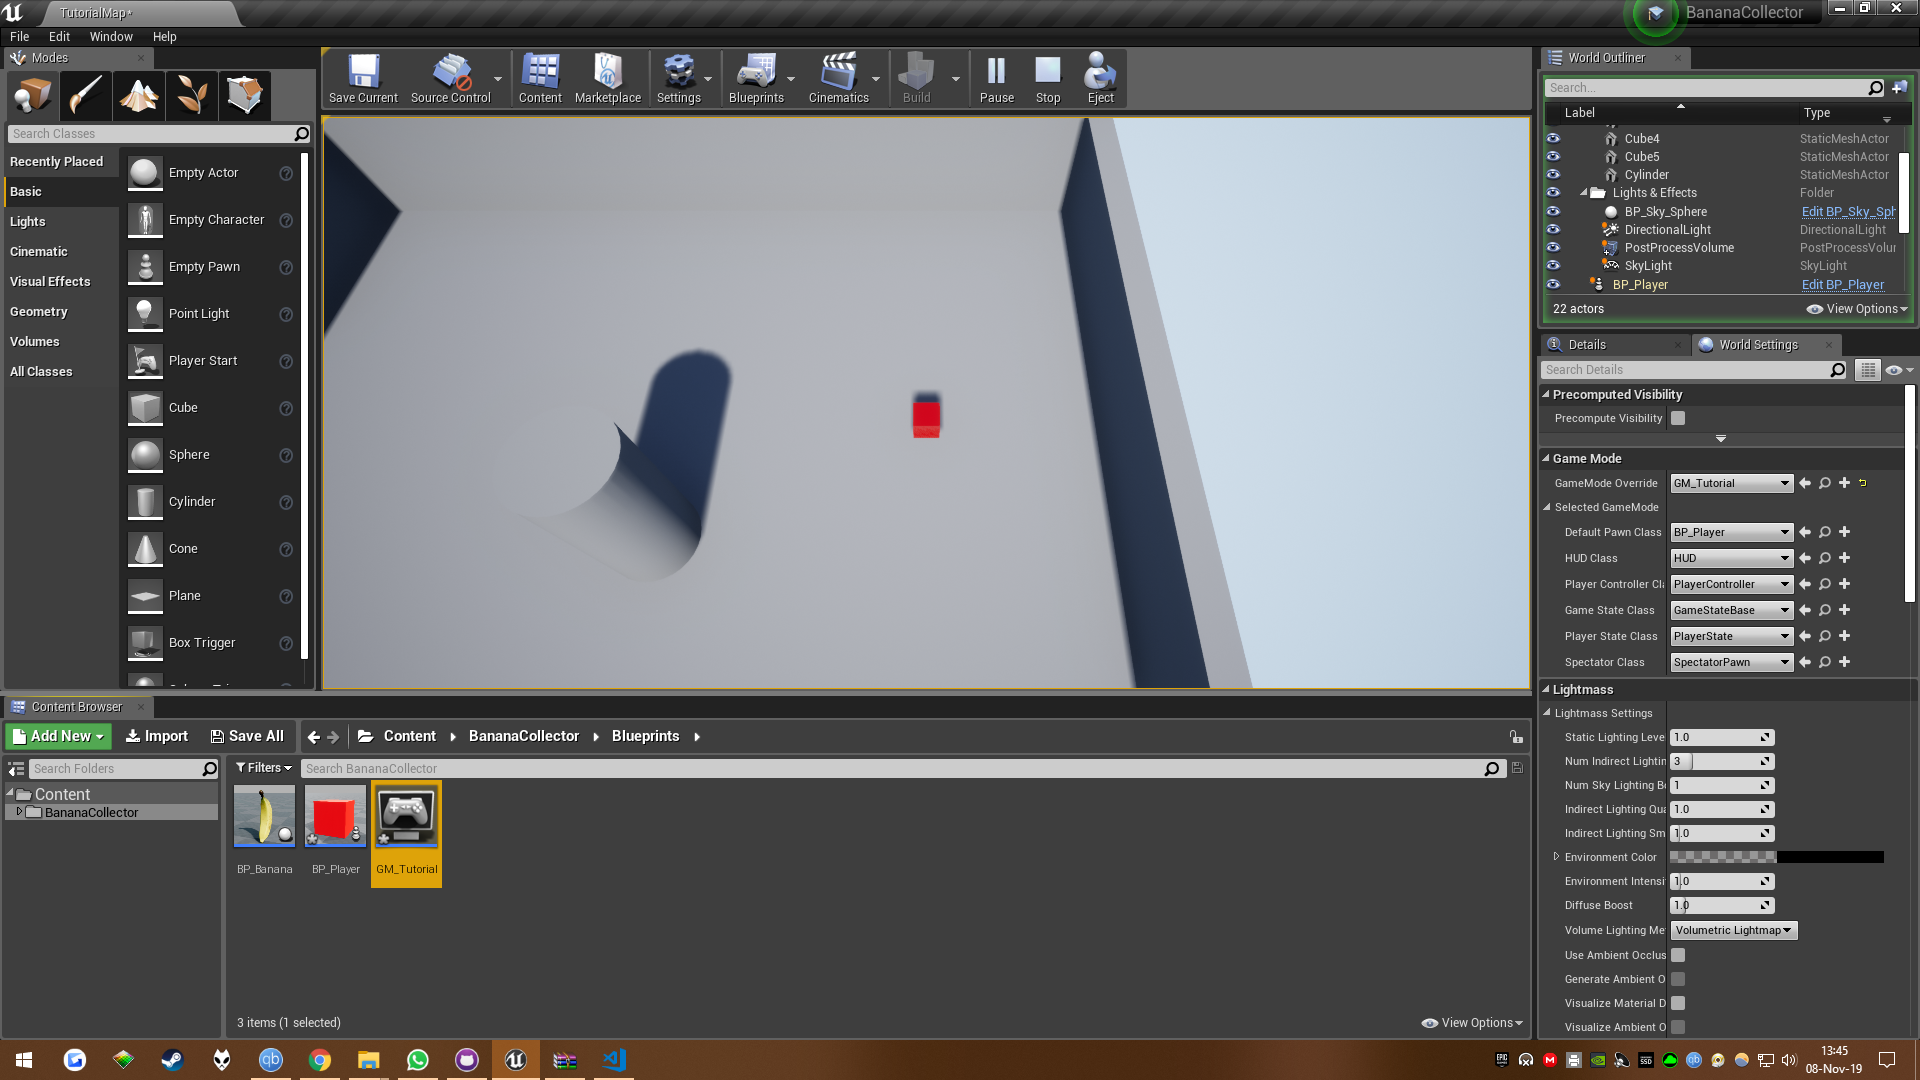 TutorialMap*
BananaCollector
File Edit Window Help
Modes
Search Classes
Recently Placed
Basic
Lights
Cinematic
Visual Effects
Geometry
Volumes
All Classes
Empty Actor
Empty Character
Empty Pawn
Point Light
Player Start
Cube
Sphere
Cylinder
Cone
Plane
Box Trigger
Save Current
Source Control
Content
Marketplace
Settings
Blueprints
Cinematics
Build
Pause
Stop
Eject
World Outliner
Search...
Label Type
Cube4 StaticMeshActor
Cube5 StaticMeshActor
Cylinder StaticMeshActor
Lights & Effects Folder
BP_Sky_Sphere Edit BP_Sky_Sph
DirectionalLight DirectionalLight
PostProcessVolume PostProcessVolur
SkyLight SkyLight
BP_Player Edit BP_Player
22 actors View Options
Details World Settings
Search Details
Precomputed Visibility
Precompute Visibility
Game Mode
GameMode Override GM_Tutorial
Selected GameMode
Default Pawn Class BP_Player
HUD Class HUD
Player Controller Cl PlayerController
Game State Class GameStateBase
Player State Class PlayerState
Spectator Class SpectatorPawn
Lightmass
Lightmass Settings
Static Lighting Leve 1.0
Num Indirect Lightin 3
Num Sky Lighting Bo 1
Indirect Lighting Qua 1.0
Indirect Lighting Sm 1.0
Environment Color
Environment Intensi 1.0
Diffuse Boost 1.0
Volume Lighting Me Volumetric Lightmap
Use Ambient Occlus
Generate Ambient O
Visualize Material D
Visualize Ambient O
Content Browser
Add New Import Save All Content BananaCollector Blueprints
Search Folders
Filters Search BananaCollector
Content
BananaCollector
BP_Banana
BP_Player
GM_Tutorial
3 items (1 selected) View Options
13:45
08-Nov-19